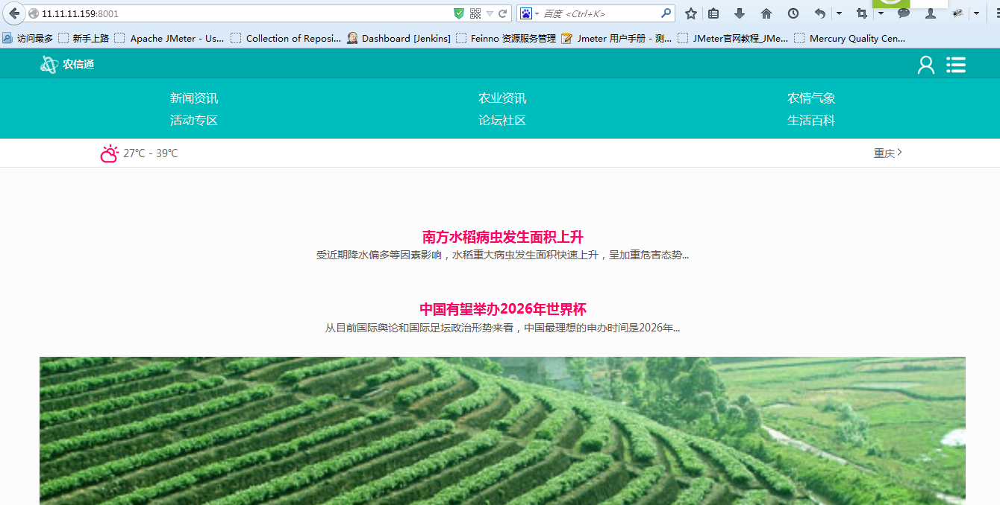 11.11.11.159:8001
百度 <Ctrl+K>
访问最多 新手上路 Apache JMeter - Us... Collection of Reposi... Dashboard [Jenkins] Feinno 资源服务管理 Jmeter 用户手册 - 测... JMeter官网教程_JMe... Mercury Quality Cen...
农信通
新闻资讯 农业资讯 农情气象
活动专区 论坛社区 生活百科
27℃ - 39℃ 重庆
南方水稻病虫发生面积上升
受近期降水偏多等因素影响，水稻重大病虫发生面积快速上升，呈加重危害态势...
中国有望举办2026年世界杯
从目前国际舆论和国际足坛政治形势来看，中国最理想的申办时间是2026年...